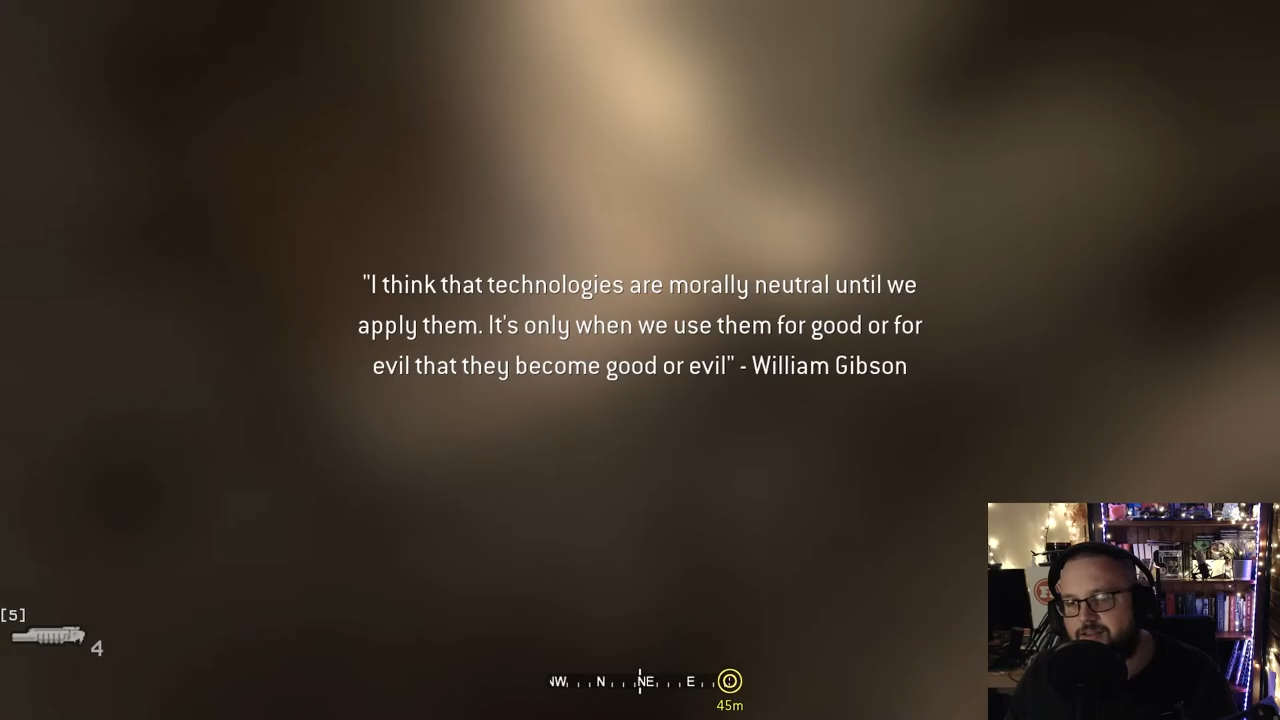 "I think that technologies are morally neutral until we
apply them. It's only when we use them for good or for
evil that they become good or evil" - William Gibson
[5]
4
NW N NE E
45m